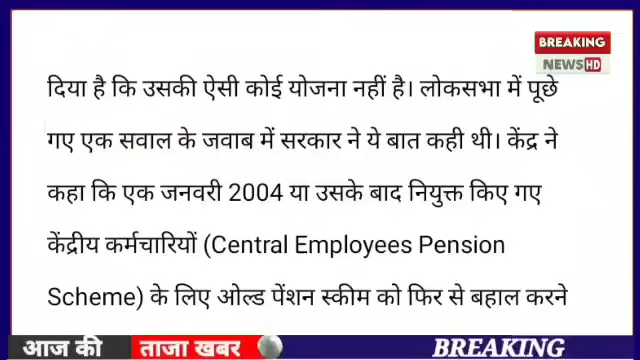 BREAKING
NEWS HD
दिया है कि उसकी ऐसी कोई योजना नहीं है। लोकसभा में पूछे
गए एक सवाल के जवाब में सरकार ने ये बात कही थी। केंद्र ने
कहा कि एक जनवरी 2004 या उसके बाद नियुक्त किए गए
केंद्रीय कर्मचारियों (Central Employees Pension
Scheme) के लिए ओल्ड पेंशन स्कीम को फिर से बहाल करने
आज की ताजा खबर BREAKING